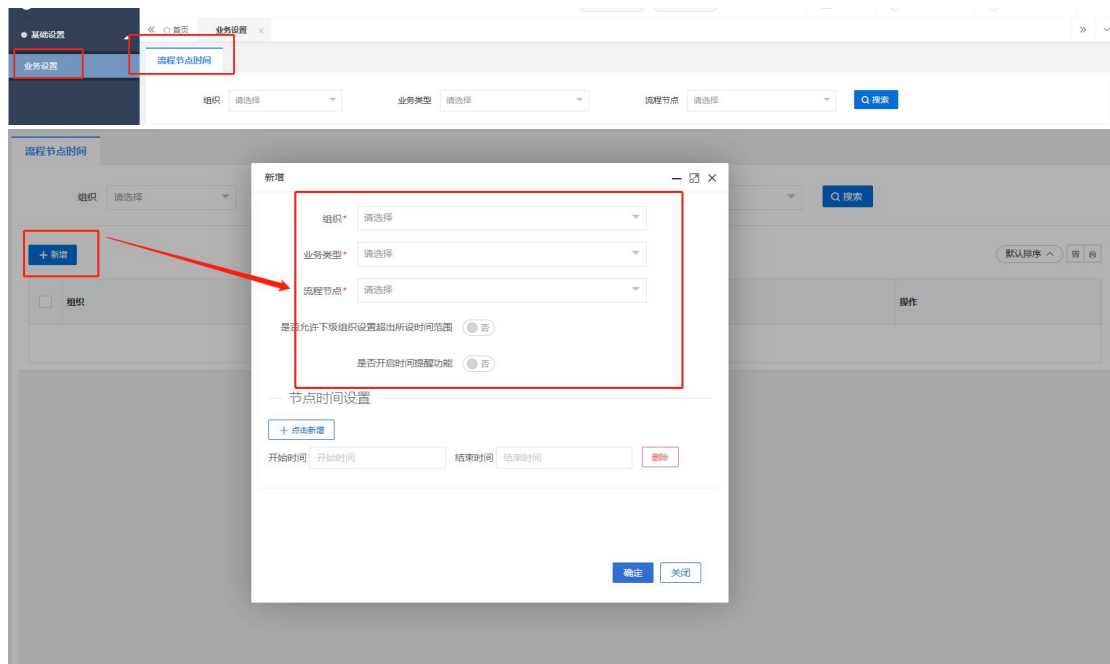 基础设置
首页
业务设置
业务设置
流程节点时间
组织 请选择
业务类型 请选择
流程节点 请选择
搜索
流程节点时间
组织 请选择
搜索
+ 新增
默认排序
组织
操作
新增
组织* 请选择
业务类型* 请选择
流程节点* 请选择
是否允许下级组织设置超出所设时间范围 否
是否开启时间提醒功能 否
节点时间设置
+ 点击新增
开始时间 开始时间
结束时间 结束时间
删除
确定
关闭